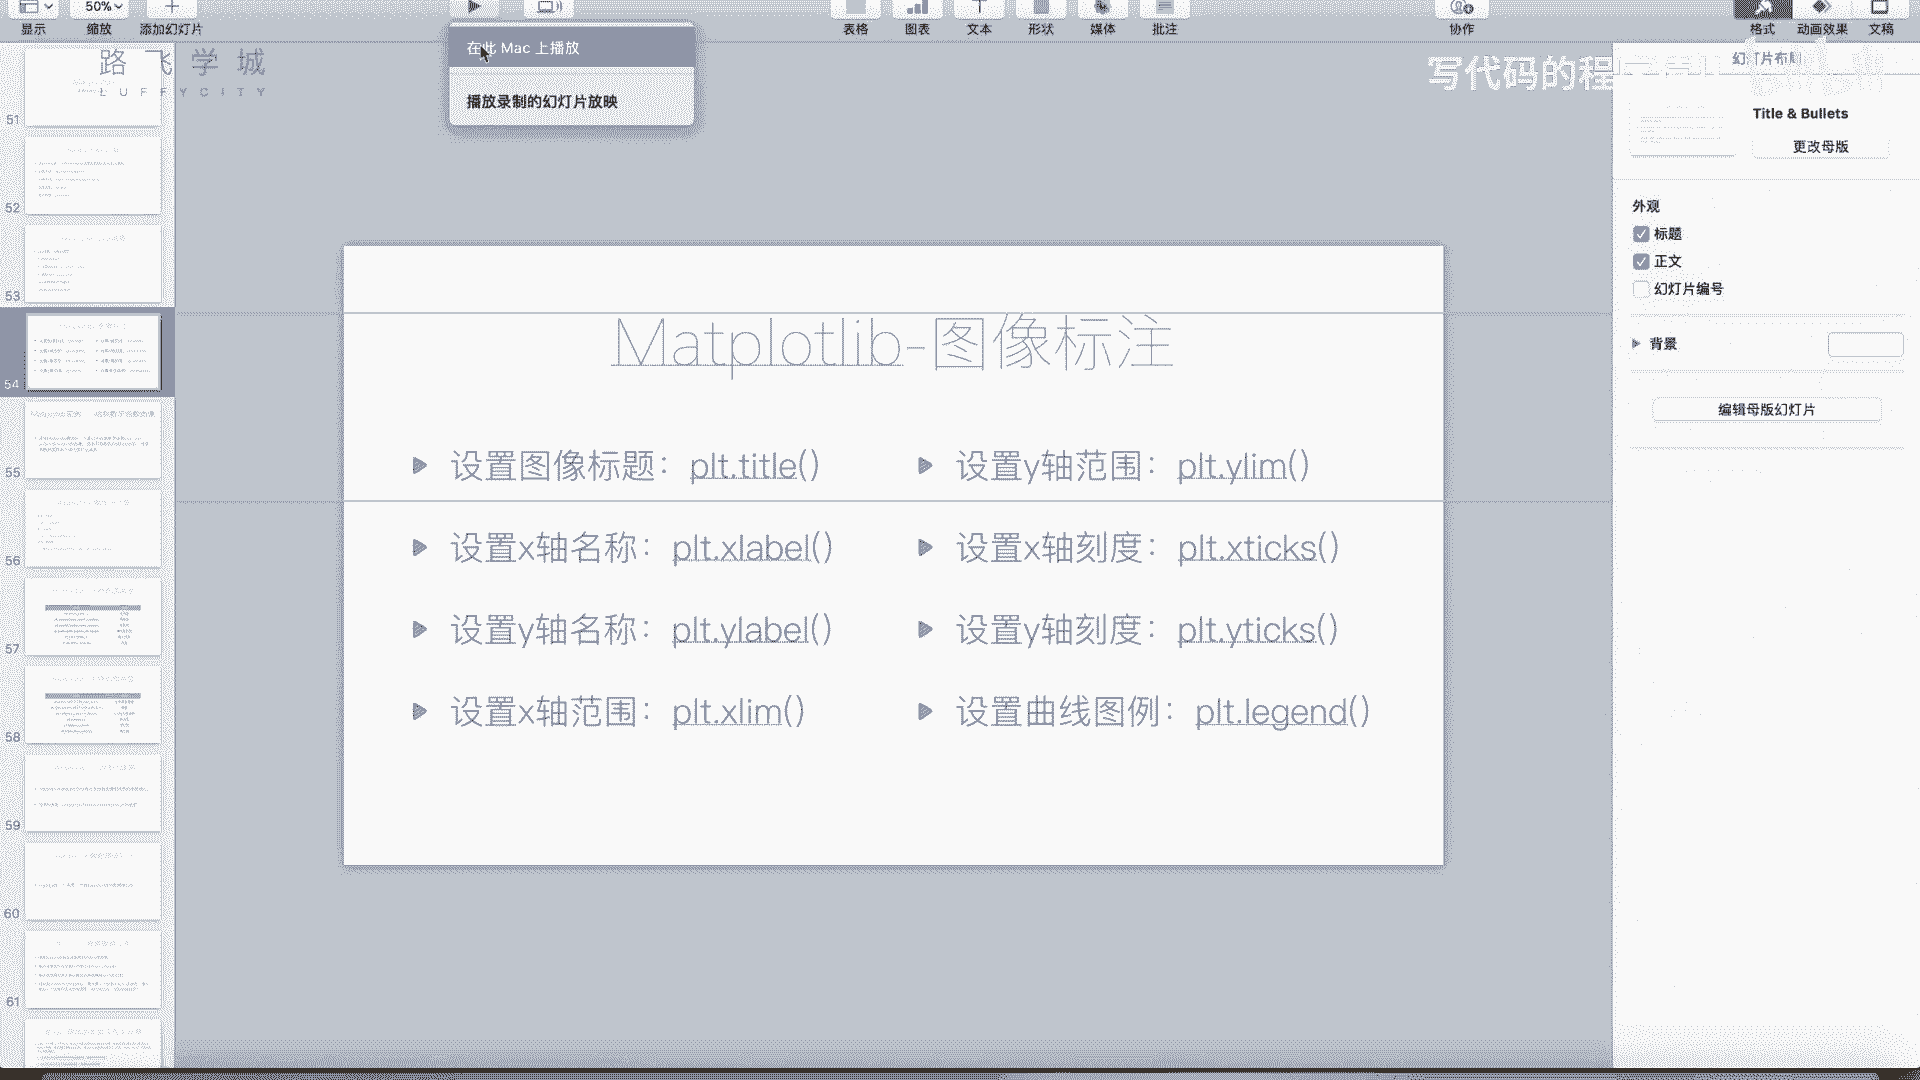 50%
显示
缩放
添加幻灯片
表格
图表
文本
形状
媒体
批注
协作
格式
动画效果
文稿
在此 Mac 上播放
播放录制的幻灯片放映
路飞学城
LUFFYCITY
写代码的程
幻灯片布局
Title & Bullets
更改母版
外观
标题
正文
幻灯片编号
背景
编辑母版幻灯片
51
52
53
54
55
56
57
58
59
60
61
Matplotlib-图像标注
设置图像标题：plt.title()
设置x轴名称：plt.xlabel()
设置y轴名称：plt.ylabel()
设置x轴范围：plt.xlim()
设置y轴范围：plt.ylim()
设置x轴刻度：plt.xticks()
设置y轴刻度：plt.yticks()
设置曲线图例：plt.legend()